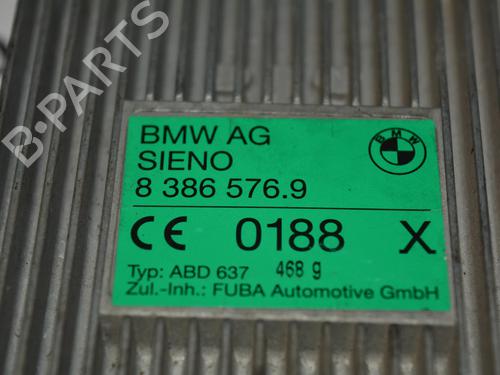 B·PARTS
BMW AG
BMW
SIENO
8 386 576.9
CE 0188 X
Typ: ABD 637 468 g
Zul.-Inh.: FUBA Automotive GmbH